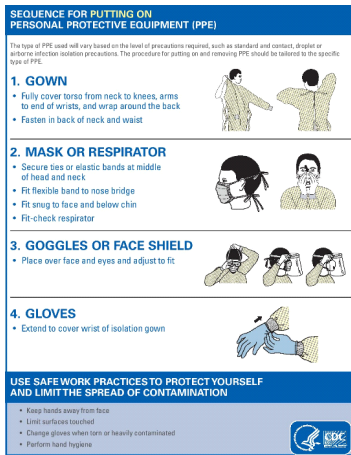 SEQUENCE FOR PUTTING ON
PERSONAL PROTECTIVE EQUIPMENT (PPE)
The type of PPE used will vary based on the level of precautions required, such as standard and contact, droplet or
airborne infection isolation precautions. The procedure for putting on and removing PPE should be tailored to the specific
type of PPE.
1. GOWN
• Fully cover torso from neck to knees, arms
to end of wrists, and wrap around the back
• Fasten in back of neck and waist
2. MASK OR RESPIRATOR
• Secure ties or elastic bands at middle
of head and neck
• Fit flexible band to nose bridge
• Fit snug to face and below chin
• Fit-check respirator
3. GOGGLES OR FACE SHIELD
• Place over face and eyes and adjust to fit
4. GLOVES
• Extend to cover wrist of isolation gown
USE SAFE WORK PRACTICES TO PROTECT YOURSELF
AND LIMIT THE SPREAD OF CONTAMINATION
• Keep hands away from face
• Limit surfaces touched
• Change gloves when torn or heavily contaminated
• Perform hand hygiene
CDC